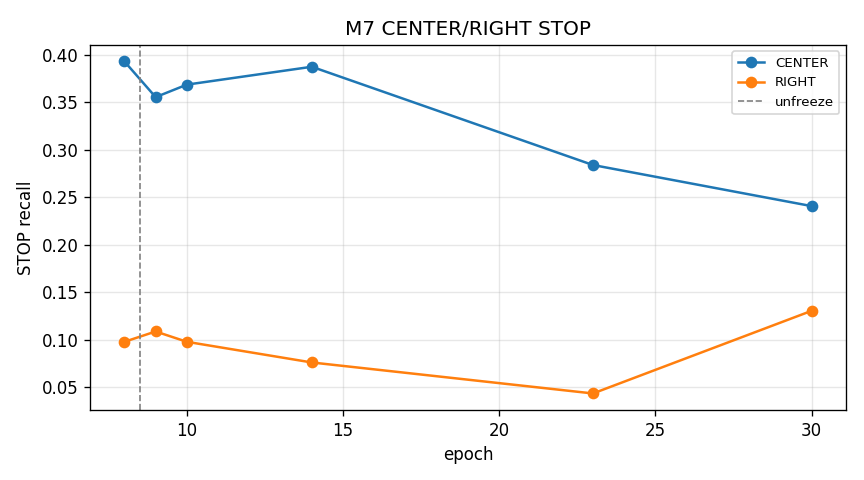 M7 CENTER/RIGHT STOP
CENTER
RIGHT
unfreeze
STOP recall
0.40
0.35
0.30
0.25
0.20
0.15
0.10
0.05
10 15 20 25 30
epoch